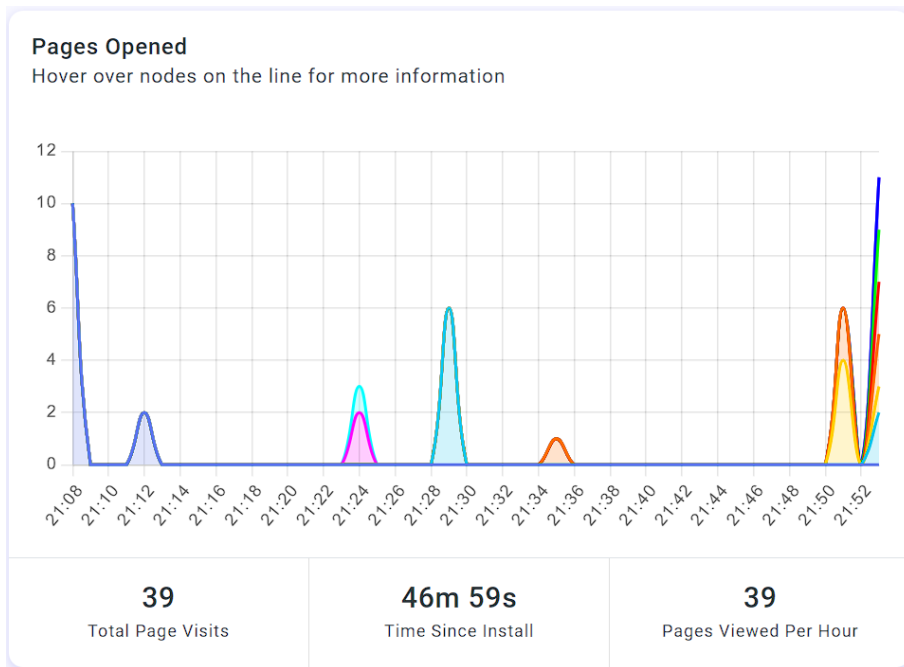 Pages Opened
Hover over nodes on the line for more information
12
10
8
6
4
2
0
21:08 21:10 21:12 21:14 21:16 21:18 21:20 21:22 21:24 21:26 21:28 21:30 21:32 21:34 21:36 21:38 21:40 21:42 21:44 21:46 21:48 21:50 21:52
39 46m 59s 39
Total Page Visits Time Since Install Pages Viewed Per Hour